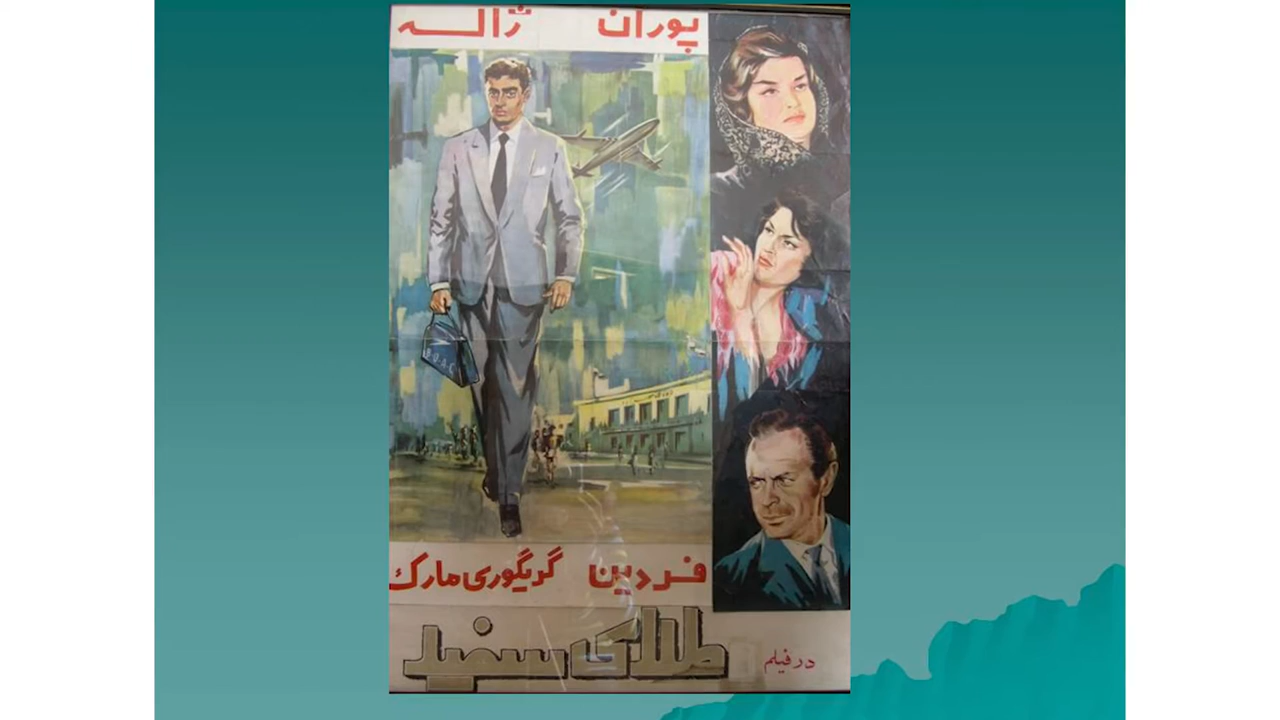 پوران ژاله
B.O.A.C
فردین گریگوری مارک
در فیلم
طلای سفید